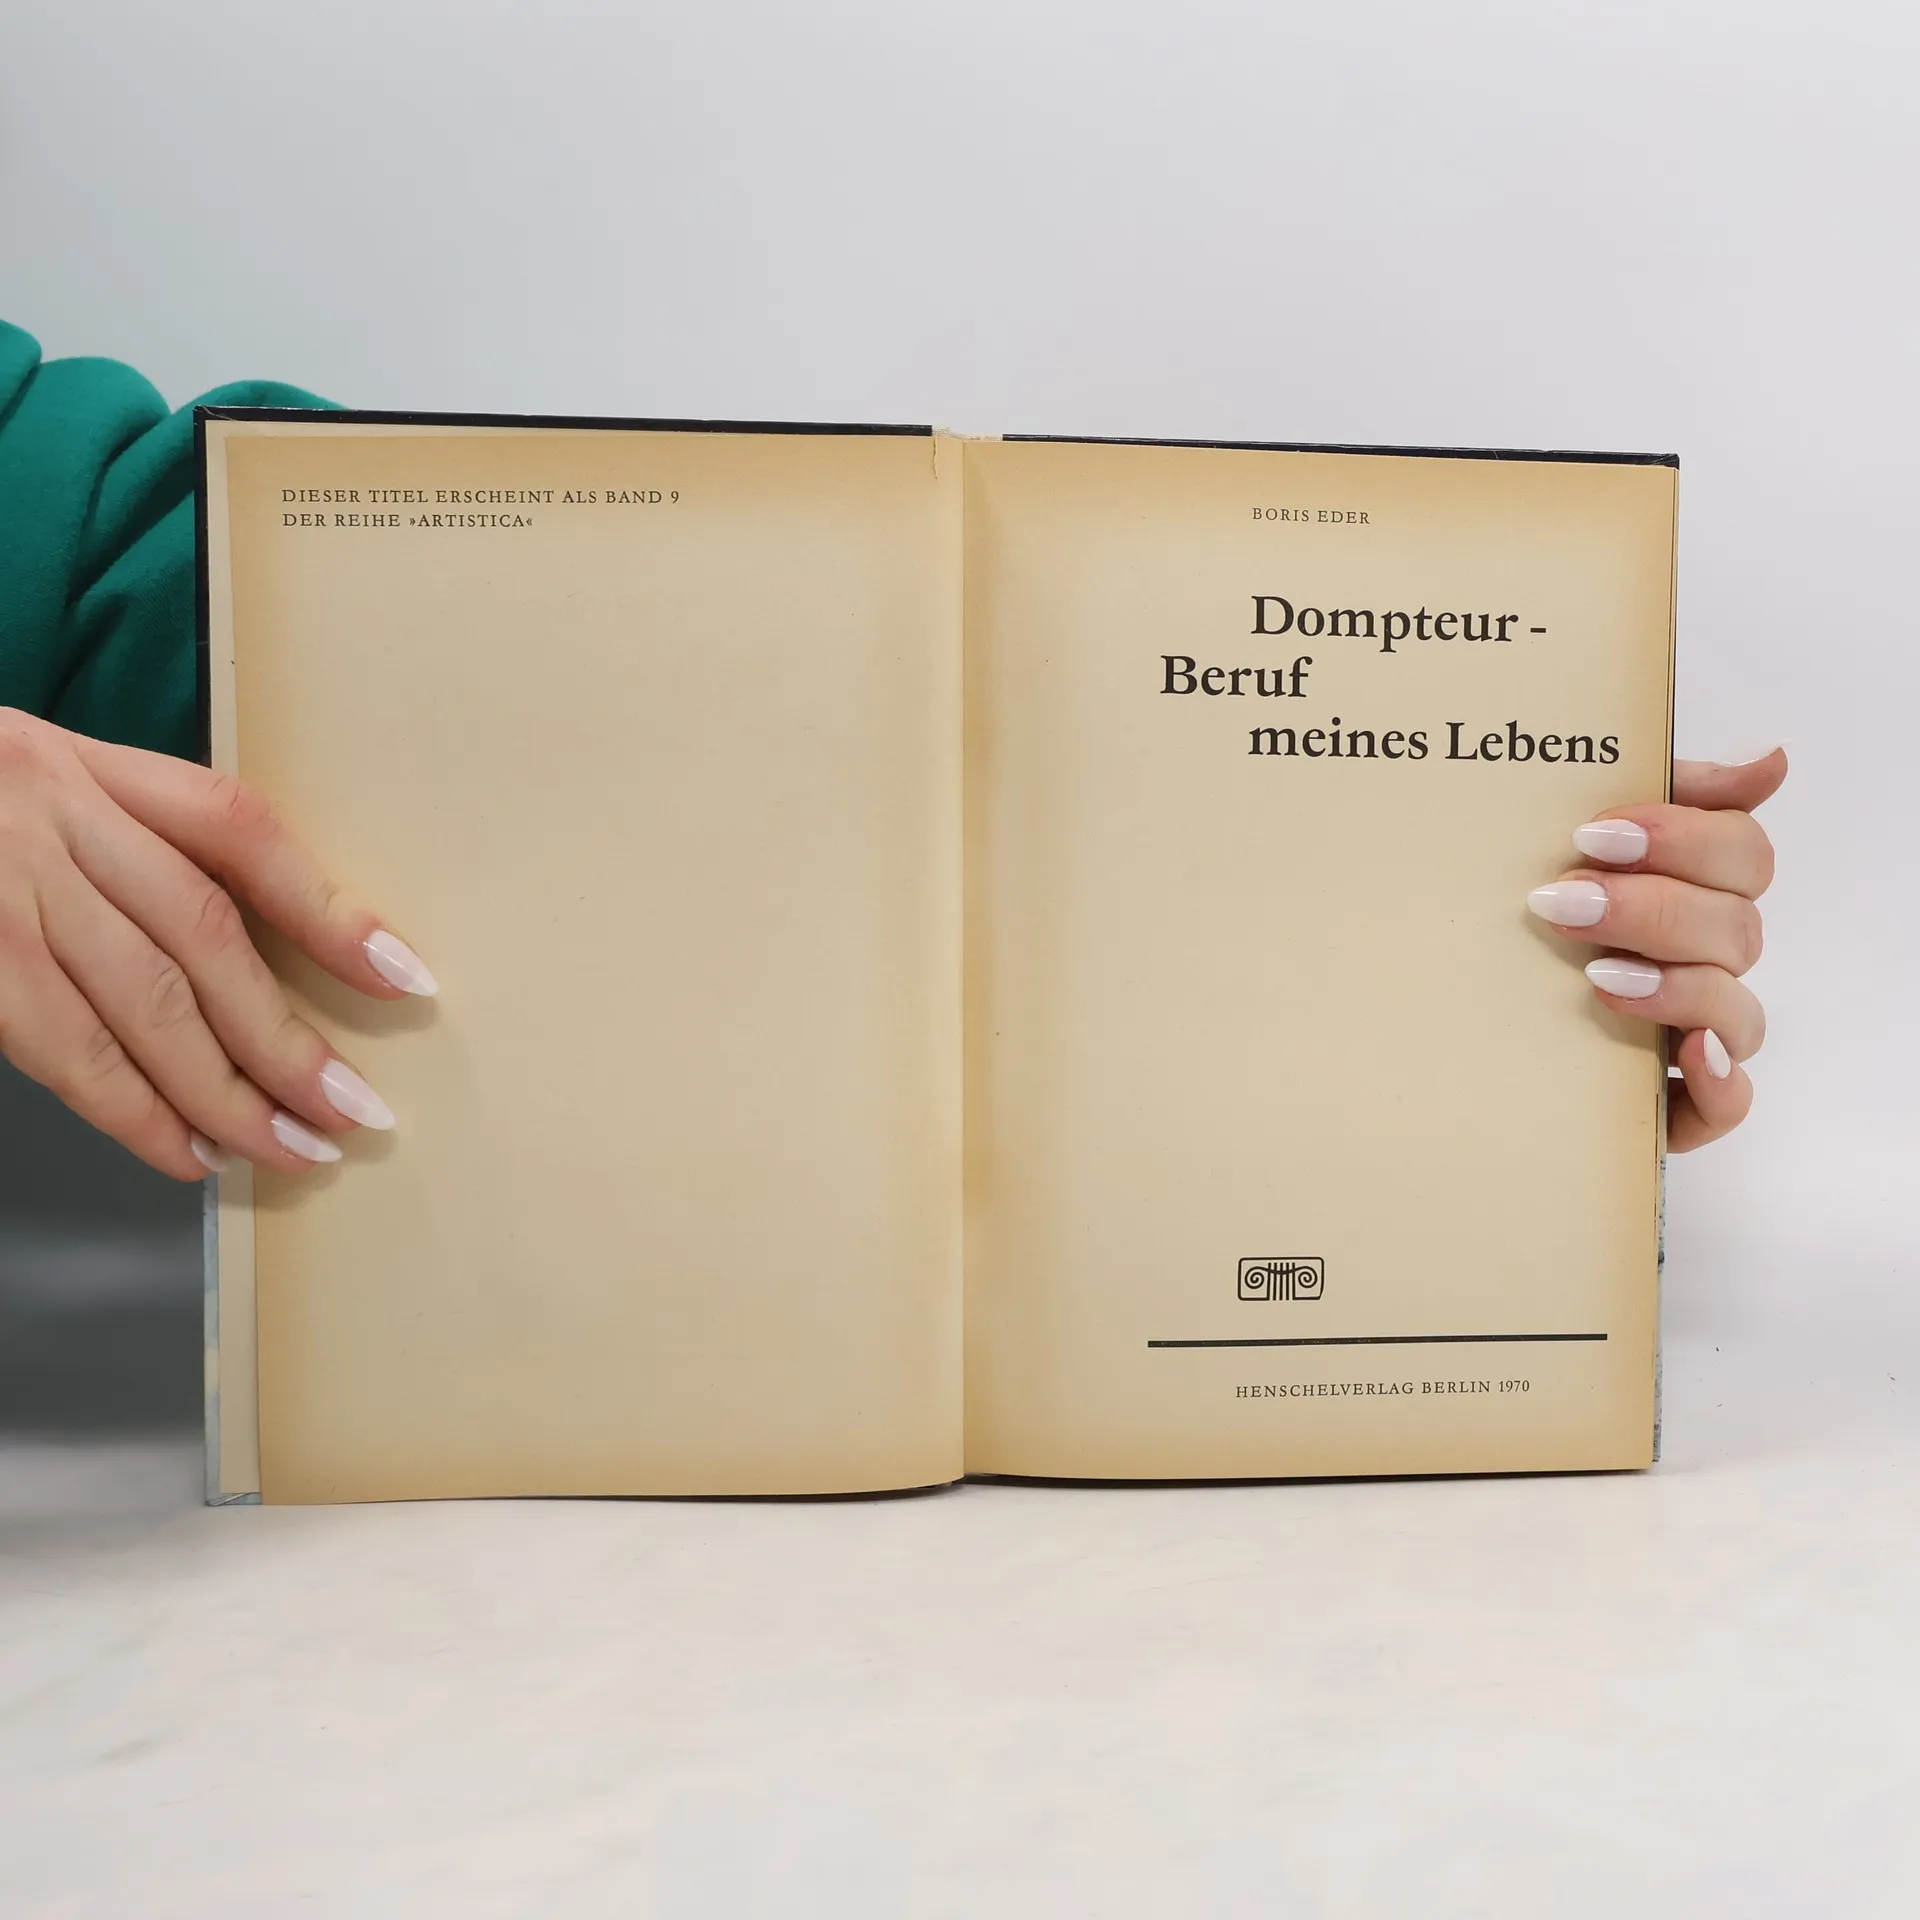 DIESER TITEL ERSCHEINT ALS BAND 9
DER REIHE »ARTISTICA«
BORIS EDER
Dompteur -
Beruf
meines Lebens
HENSCHELVERLAG BERLIN 1970